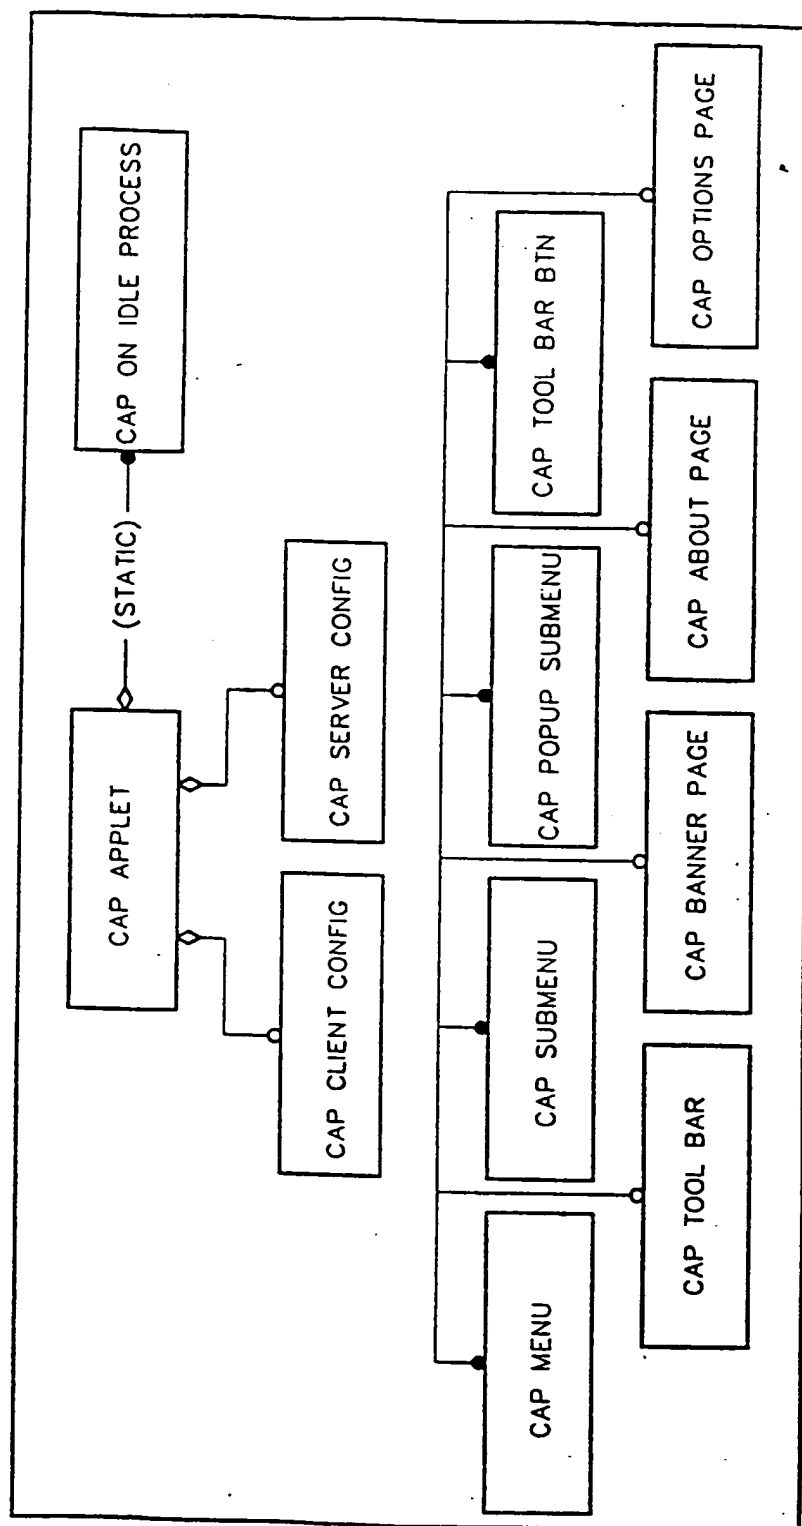 CAP APPLET
(STATIC)
CAP ON IDLE PROCESS
CAP CLIENT CONFIG
CAP SERVER CONFIG
CAP MENU
CAP SUBMENU
CAP POPUP SUBMENU
CAP TOOL BAR BTN
CAP TOOL BAR
CAP BANNER PAGE
CAP ABOUT PAGE
CAP OPTIONS PAGE